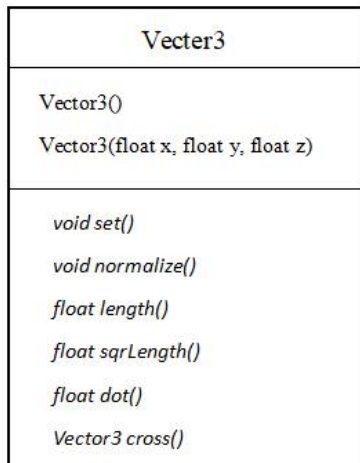 Vecter3
Vector3()
Vector3(float x, float y, float z)
void set()
void normalize()
float length()
float sqrLength()
float dot()
Vector3 cross()